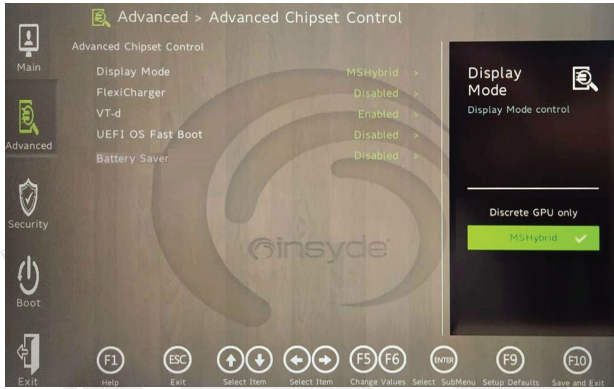 Advanced > Advanced Chipset Control
Main
Advanced
Security
Boot
Exit
Advanced Chipset Control
Display Mode MSHybrid >
FlexiCharger Disabled >
VT-d Enabled >
UEFI OS Fast Boot Disabled >
Battery Saver Disabled >
insyde
Display
Mode
Display Mode control
Discrete GPU only
MSHybrid
F1 ESC F5 F6 ENTER F9 F10
Help Exit Select Item Select Item Change Values Select SubMenu Setup Defaults Save and Exit